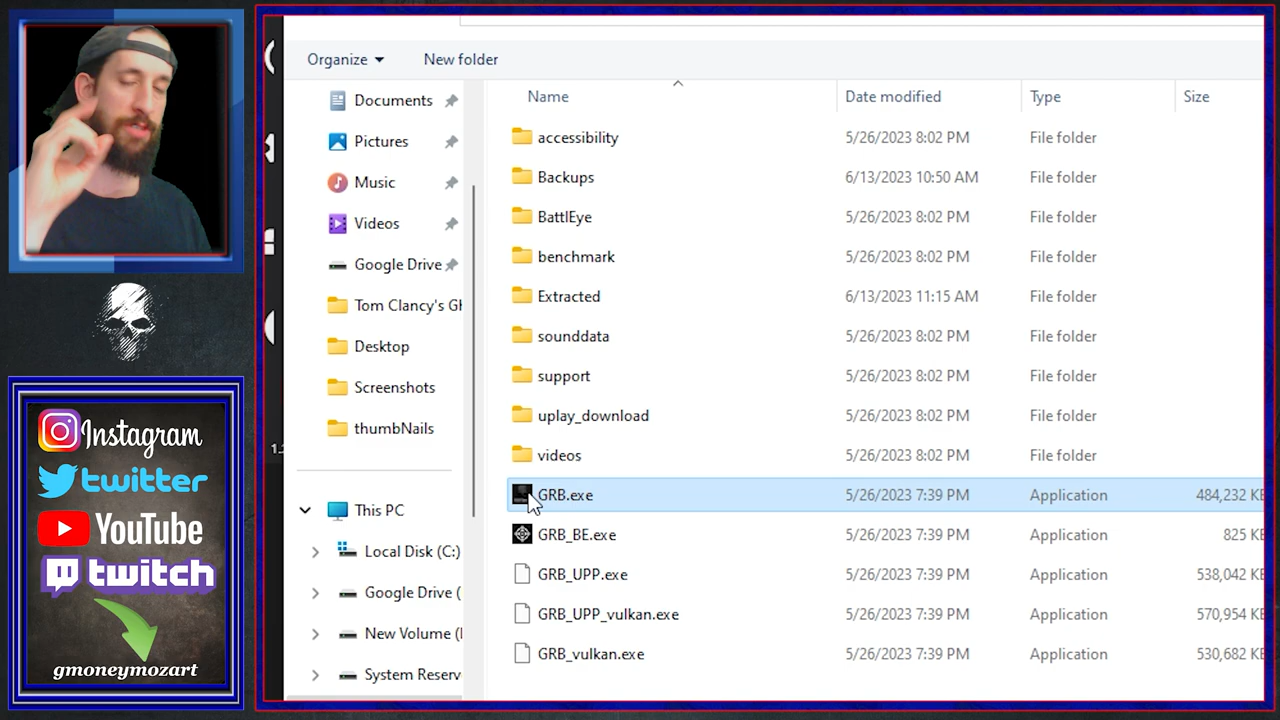 Organize New folder
Name Date modified Type Size
Documents
Pictures
Music
Videos
Google Drive
Tom Clancy's Gh
Desktop
Screenshots
thumbNails
This PC
Local Disk (C:)
Google Drive (
New Volume (
System Reserv
accessibility 5/26/2023 8:02 PM File folder
Backups 6/13/2023 10:50 AM File folder
BattlEye 5/26/2023 8:02 PM File folder
benchmark 5/26/2023 8:02 PM File folder
Extracted 6/13/2023 11:15 AM File folder
sounddata 5/26/2023 8:02 PM File folder
support 5/26/2023 8:02 PM File folder
uplay_download 5/26/2023 8:02 PM File folder
videos 5/26/2023 8:02 PM File folder
GRB.exe 5/26/2023 7:39 PM Application 484,232 KB
GRB_BE.exe 5/26/2023 7:39 PM Application 825 KB
GRB_UPP.exe 5/26/2023 7:39 PM Application 538,042 KB
GRB_UPP_vulkan.exe 5/26/2023 7:39 PM Application 570,954 KB
GRB_vulkan.exe 5/26/2023 7:39 PM Application 530,682 KB
Instagram
twitter
YouTube
twitch
gmoneymozart